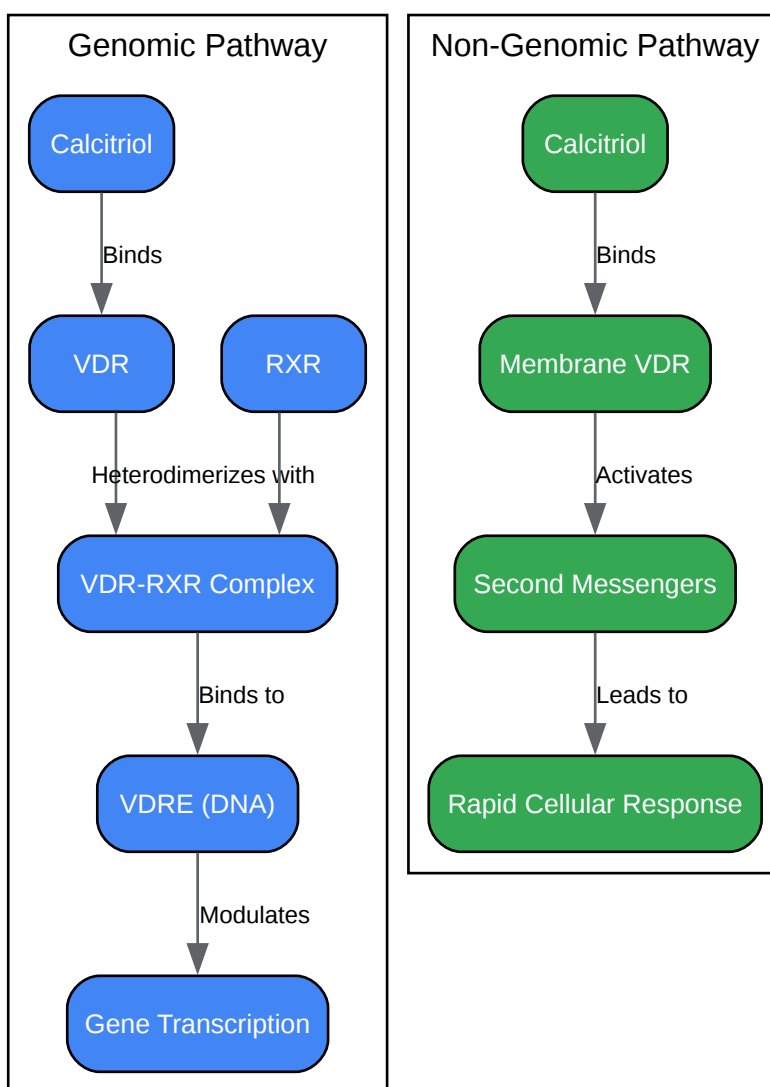 Genomic Pathway
Calcitriol
Binds
VDR
RXR
Heterodimerizes with
VDR-RXR Complex
Binds to
VDRE (DNA)
Modulates
Gene Transcription
Non-Genomic Pathway
Calcitriol
Binds
Membrane VDR
Activates
Second Messengers
Leads to
Rapid Cellular Response